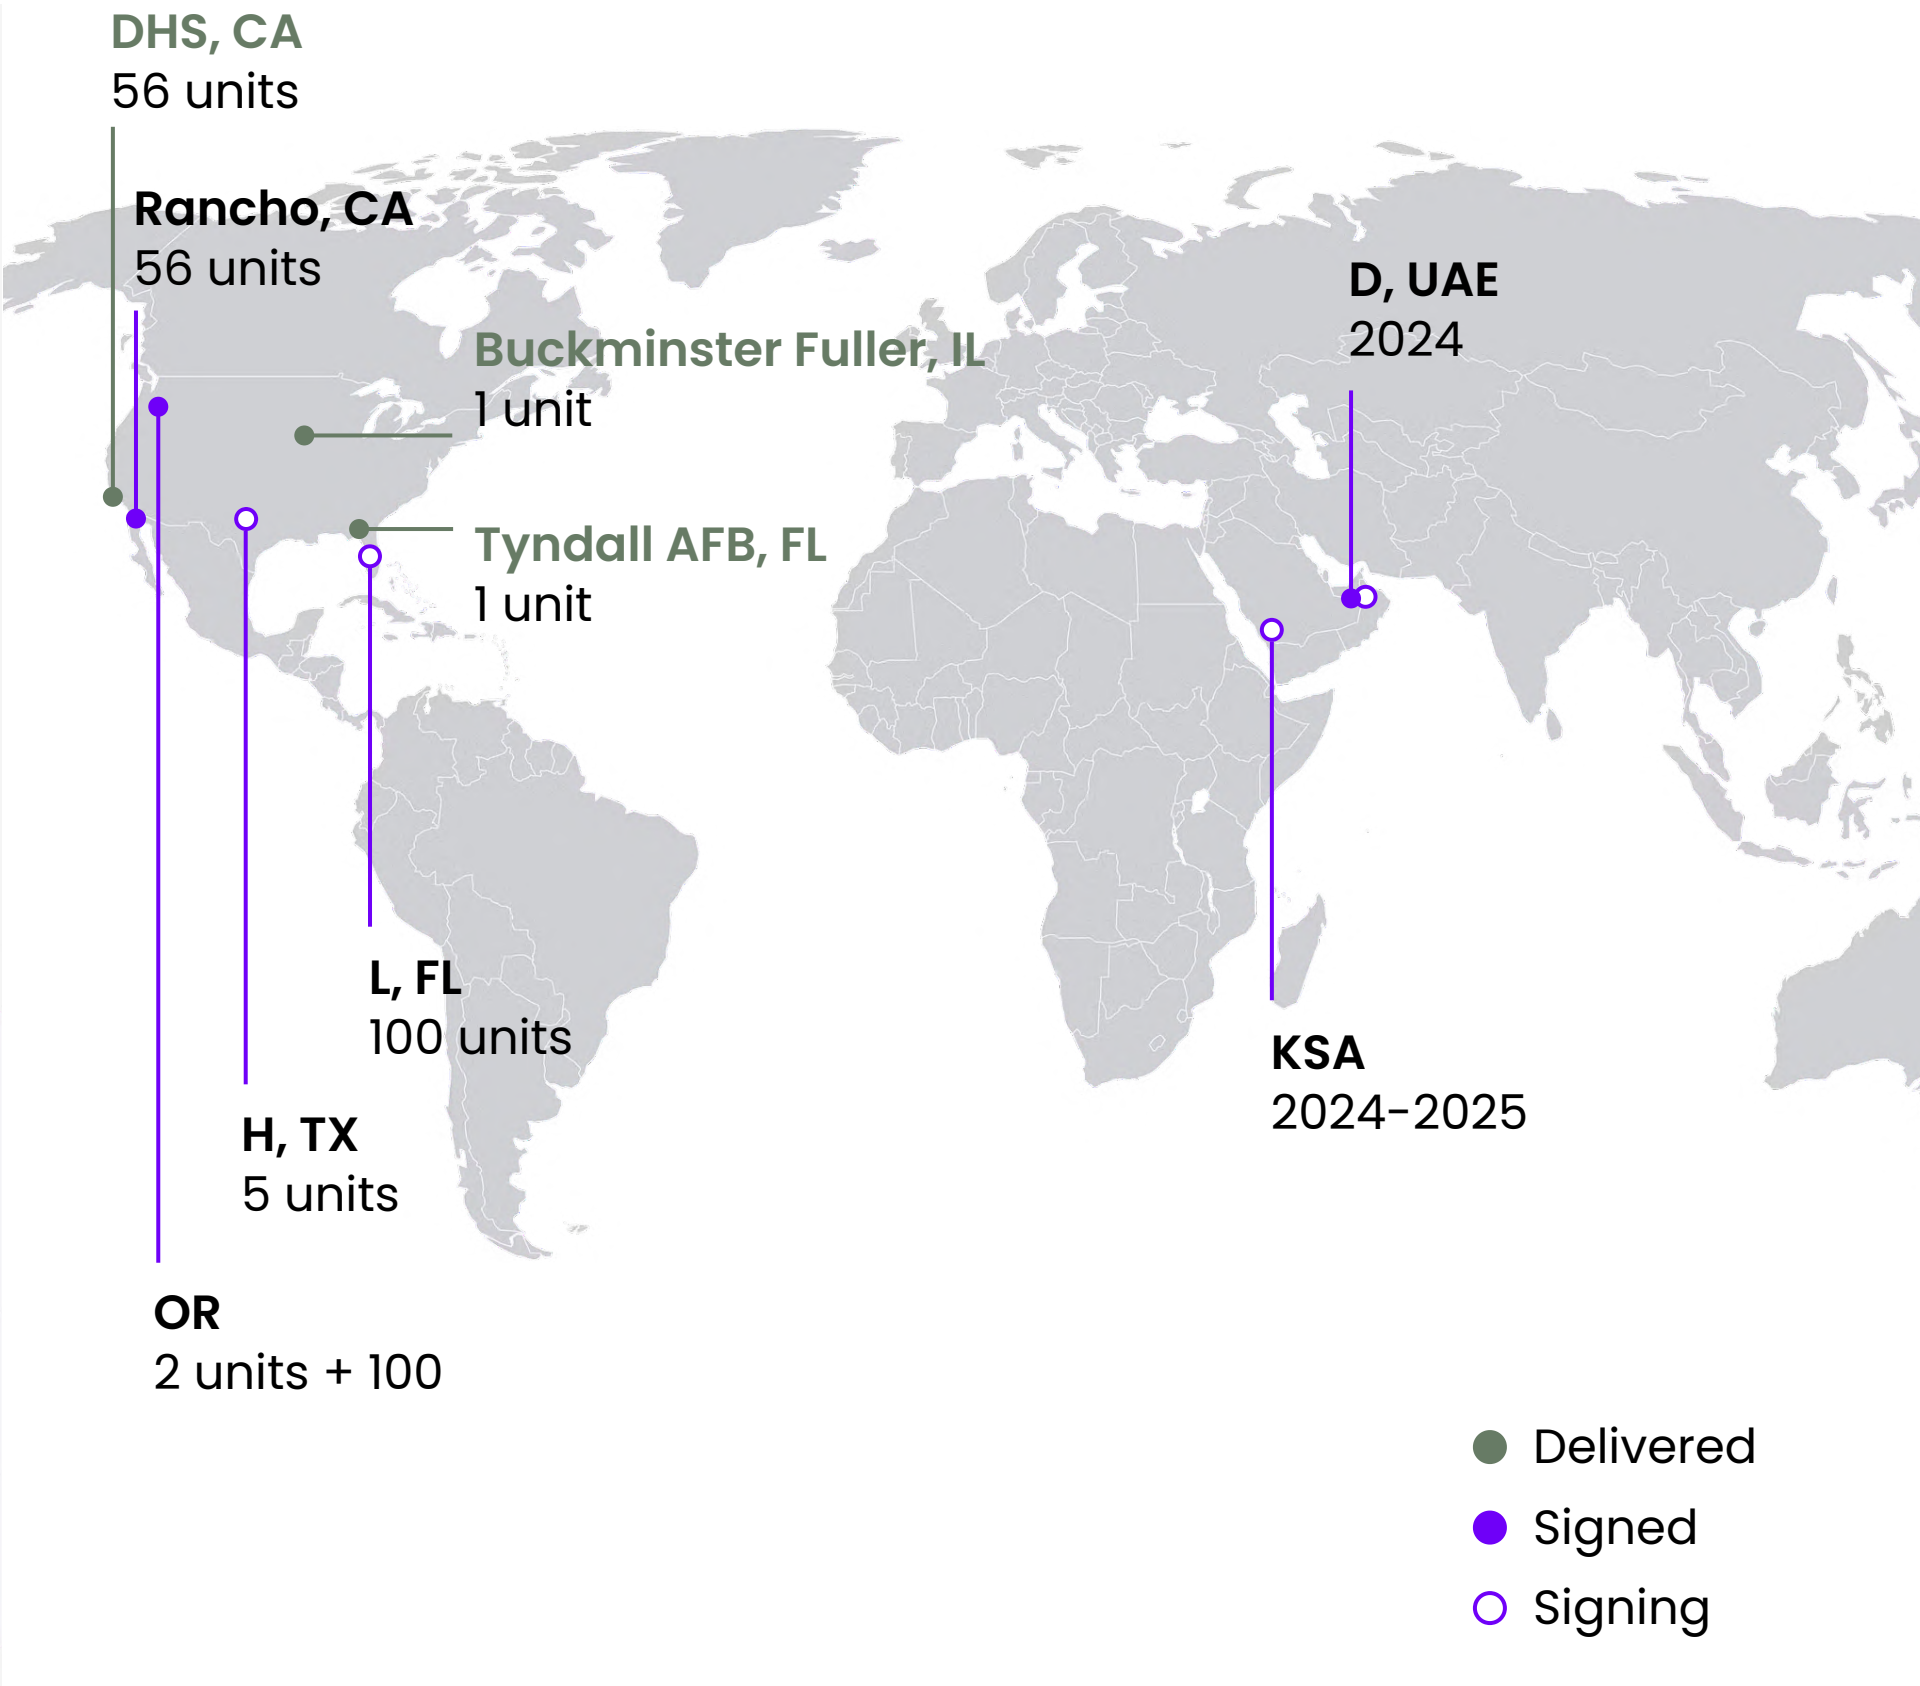 DHS, CA
56 units
Rancho, CA
56 units
Buckminster Fuller, IL
1 unit
Tyndall AFB, FL
1 unit
D, UAE
2024
L, FL
100 units
KSA
2024-2025
H, TX
5 units
OR
2 units + 100
Delivered
Signed
Signing